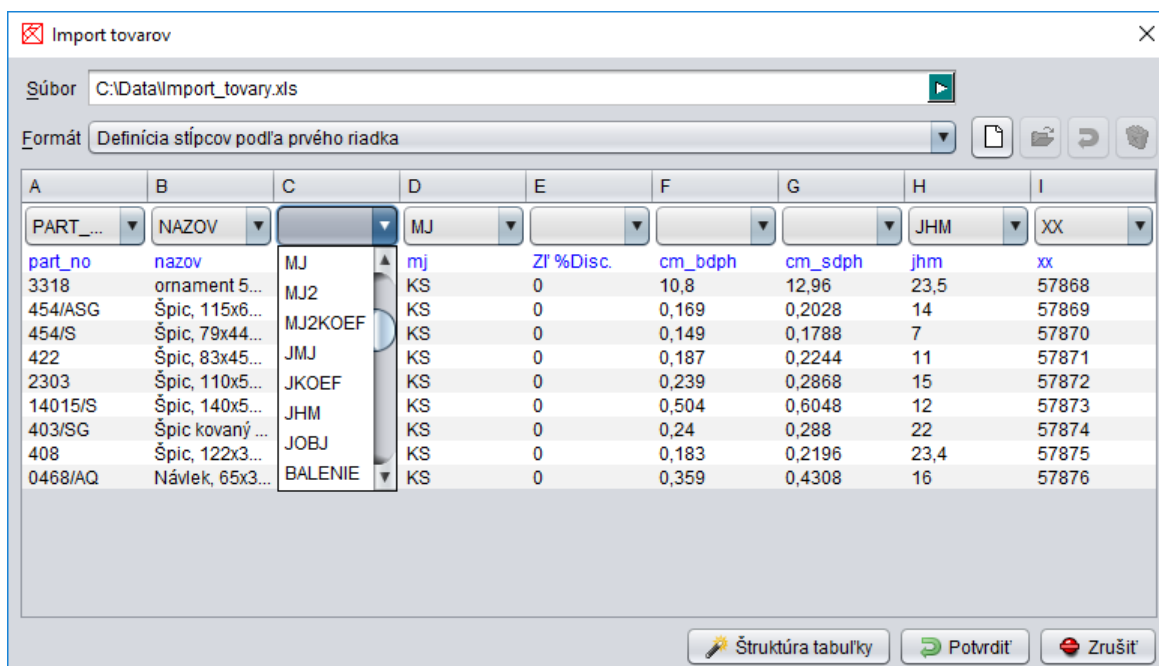 Import tovarov
Súbor C:\Data\Import_tovary.xls
Formát Definícia stĺpcov podľa prvého riadka
A B C D E F G H I
PART_... NAZOV MJ JHM XX
part_no nazov mj Zľ %Disc. cm_bdph cm_sdph jhm xx
3318 ornament 5... KS 0 10,8 12,96 23,5 57868
454/ASG Špic, 115x6... KS 0 0,169 0,2028 14 57869
454/S Špic, 79x44... KS 0 0,149 0,1788 7 57870
422 Špic, 83x45... KS 0 0,187 0,2244 11 57871
2303 Špic, 110x5... KS 0 0,239 0,2868 15 57872
14015/S Špic, 140x5... KS 0 0,504 0,6048 12 57873
403/SG Špic kovaný ... KS 0 0,24 0,288 22 57874
408 Špic, 122x3... KS 0 0,183 0,2196 23,4 57875
0468/AQ Návlek, 65x3... KS 0 0,359 0,4308 16 57876
MJ
MJ2
MJ2KOEF
JMJ
JKOEF
JHM
JOBJ
BALENIE
Štruktúra tabuľky Potvrdiť Zrušiť